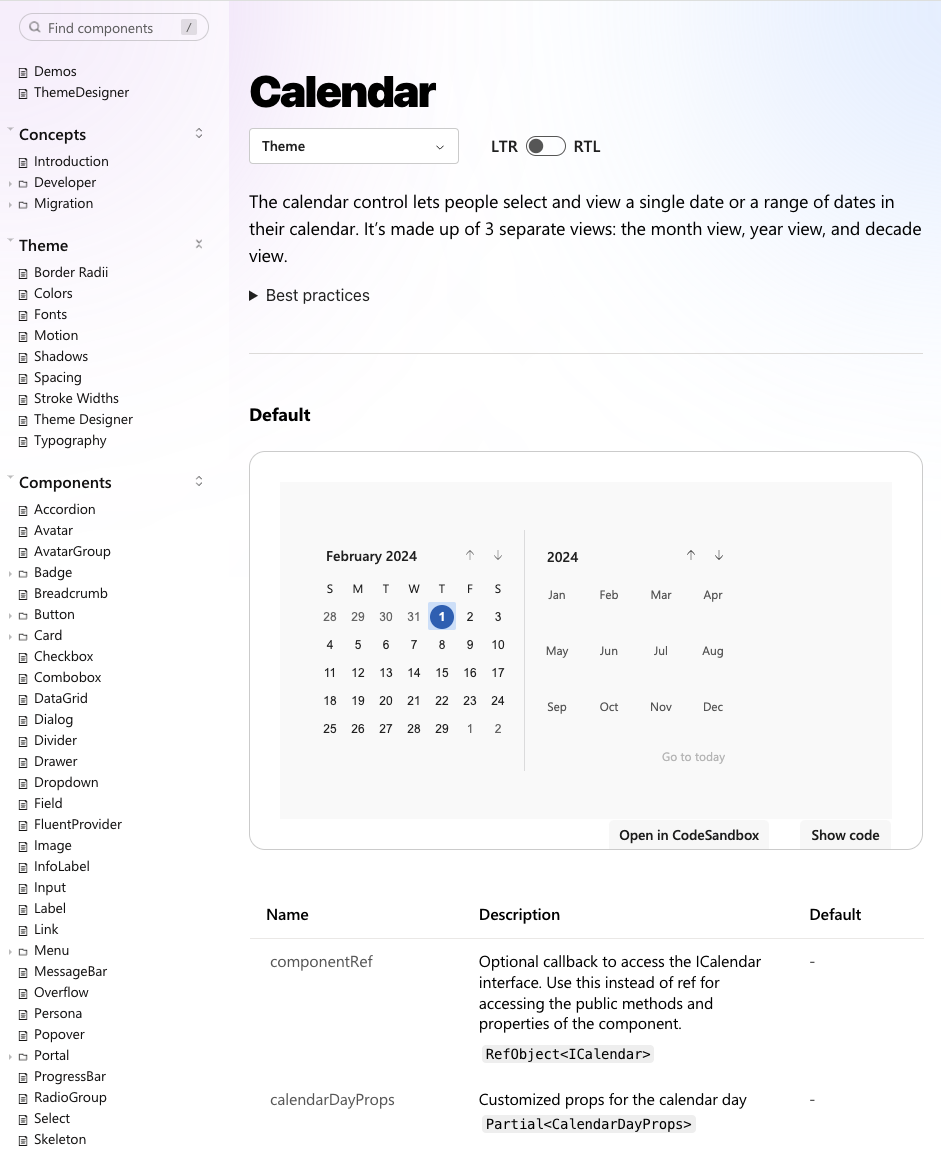 Find components /
Demos
ThemeDesigner
Concepts
Introduction
Developer
Migration
Theme
Border Radii
Colors
Fonts
Motion
Shadows
Spacing
Stroke Widths
Theme Designer
Typography
Components
Accordion
Avatar
AvatarGroup
Badge
Breadcrumb
Button
Card
Checkbox
Combobox
DataGrid
Dialog
Divider
Drawer
Dropdown
Field
FluentProvider
Image
InfoLabel
Input
Label
Link
Menu
MessageBar
Overflow
Persona
Popover
Portal
ProgressBar
RadioGroup
Select
Skeleton
Calendar
Theme
LTR RTL
The calendar control lets people select and view a single date or a range of dates in
their calendar. It’s made up of 3 separate views: the month view, year view, and decade
view.
Best practices
Default
February 2024
S M T W T F S
28 29 30 31 1 2 3
4 5 6 7 8 9 10
11 12 13 14 15 16 17
18 19 20 21 22 23 24
25 26 27 28 29 1 2
2024
Jan Feb Mar Apr
May Jun Jul Aug
Sep Oct Nov Dec
Go to today
Open in CodeSandbox Show code
Name Description Default
componentRef Optional callback to access the ICalendar -
interface. Use this instead of ref for
accessing the public methods and
properties of the component.
RefObject<ICalendar>
calendarDayProps Customized props for the calendar day -
Partial<CalendarDayProps>